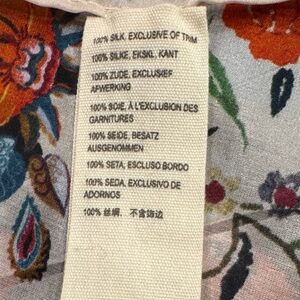 100% SILK, EXCLUSIVE OF TRIM
100% SILKE, EKSKL. KANT
100% ZIJDE, EXCLUSIEF
AFWERKING
100% SOIE, À L'EXCLUSION DES
GARNITURES
100% SEIDE, BESATZ
AUSGENOMMEN
100% SETA, ESCLUSO BORDO
100% SEDA, EXCLUSIVO DE
ADORNOS
100% 丝绸，不含饰边